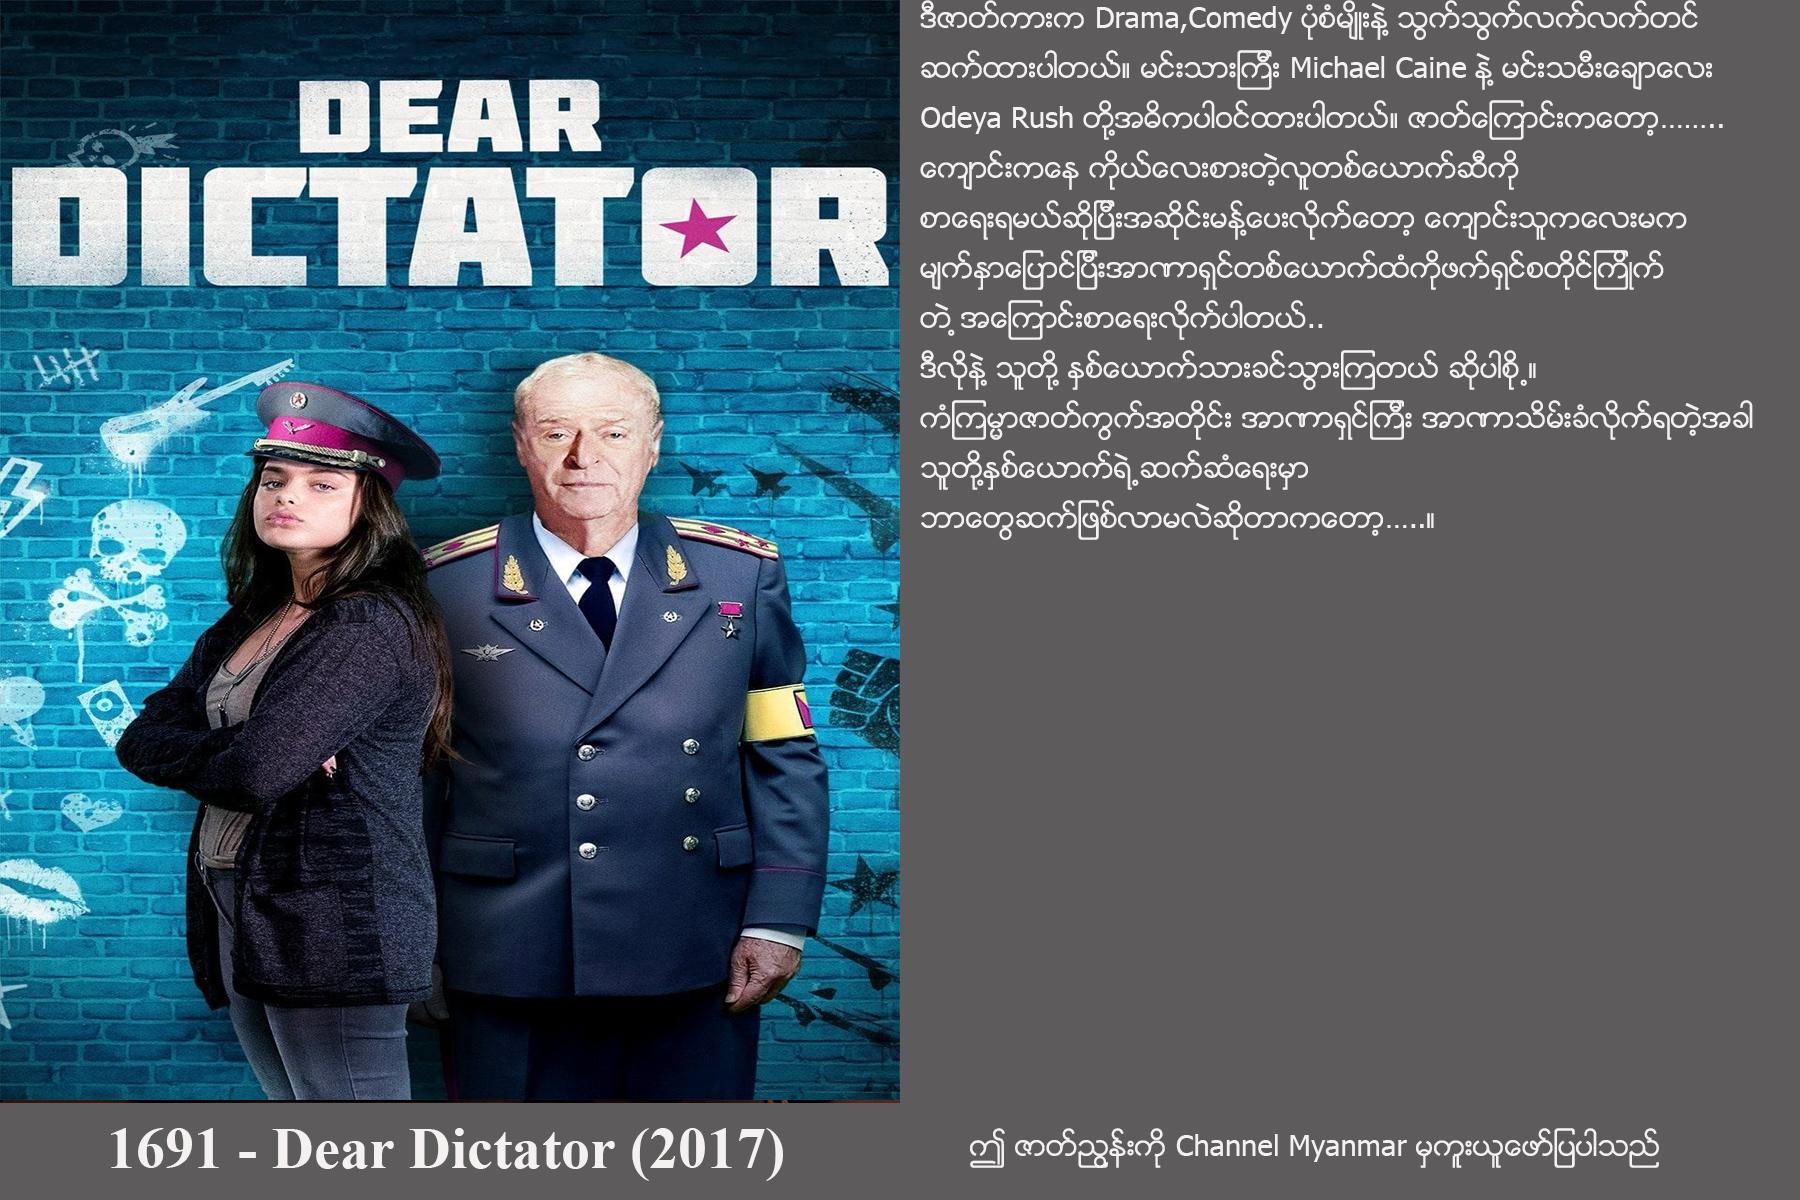 DEAR
DICTATOR
ဒီဇာတ်ကားက Drama,Comedy ပုံစံမျိုးနဲ့ သွက်သွက်လက်လက်တင်
ဆက်ထားပါတယ်။ မင်းသားကြီး Michael Caine နဲ့ မင်းသမီးချောလေး
Odeya Rush တို့အဓိကပါဝင်ထားပါတယ်။ ဇာတ်ကြောင်းကတော့........
ကျောင်းကနေ ကိုယ်လေးစားတဲ့လူတစ်ယောက်ဆီကို
စာရေးရမယ်ဆိုပြီးအဆိုင်းမန့်ပေးလိုက်တော့ ကျောင်းသူကလေးမက
မျက်နှာပြောင်ပြီးအာဏာရှင်တစ်ယောက်ထံကိုဖက်ရှင်စတိုင်ကြိုက်
တဲ့ အကြောင်းစာရေးလိုက်ပါတယ်..
ဒီလိုနဲ့ သူတို့ နှစ်ယောက်သားခင်သွားကြတယ် ဆိုပါစို့။
ကံကြမ္မာဇာတ်ကွက်အတိုင်း အာဏာရှင်ကြီး အာဏာသိမ်းခံလိုက်ရတဲ့အခါ
သူတို့နှစ်ယောက်ရဲ့ဆက်ဆံရေးမှာ
ဘာတွေဆက်ဖြစ်လာမလဲဆိုတာကတော့.....။
1691 - Dear Dictator (2017)
ဤ ဇာတ်ညွှန်းကို Channel Myanmar မှကူးယူဖော်ပြပါသည်